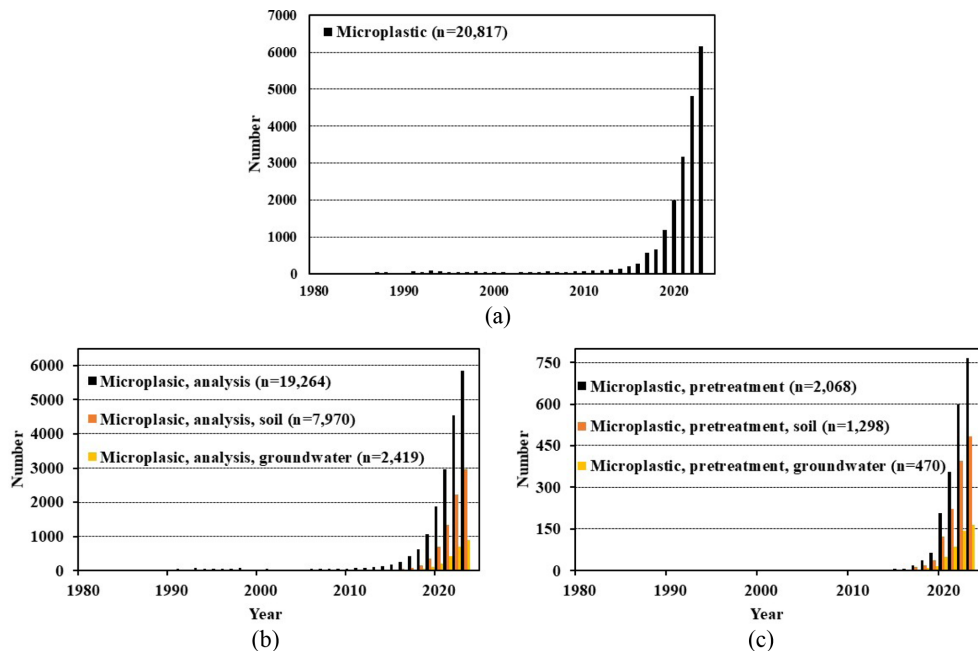 7000
Microplastic (n=20,817)
6000
5000
4000
3000
2000
1000
0
Number
1980
1990
2000
2010
2020
(a)
6000
5000
4000
3000
2000
1000
0
Number
Microplasic, analysis (n=19,264)
Microplasic, analysis, soil (n=7,970)
Microplasic, analysis, groundwater (n=2,419)
1980
1990
2000
2010
2020
Year
(b)
750
600
450
300
150
0
Number
Microplastic, pretreatment (n=2,068)
Microplastic, pretreatment, soil (n=1,298)
Microplastic, pretreatment, groundwater (n=470)
1980
1990
2000
2010
2020
Year
(c)